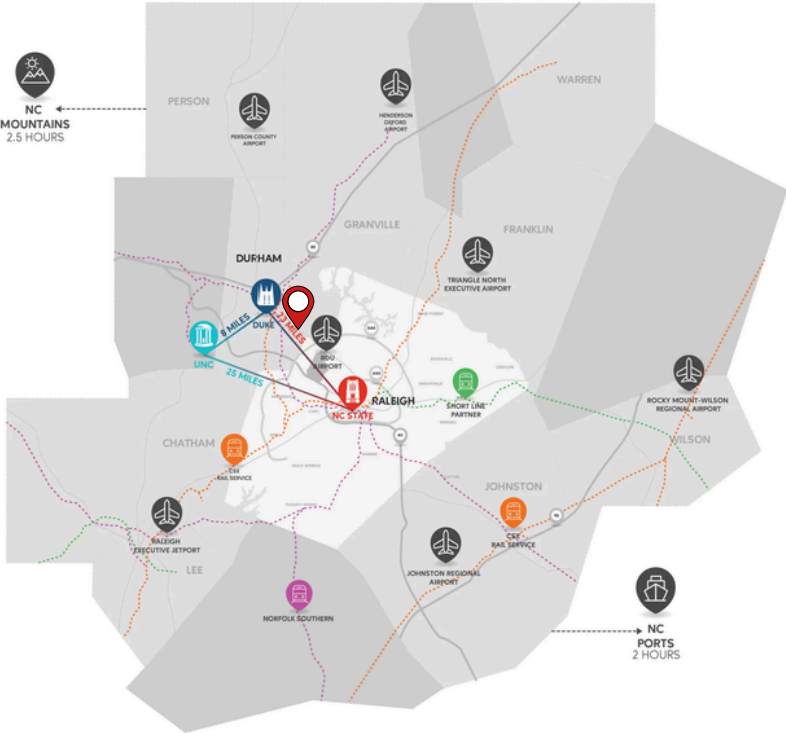 WARREN
PERSON
NC
MOUNTAINS
2.5 HOURS
PERSON COUNTY
AIRPORT
HENDERSON
OXFORD
AIRPORT
GRANVILLE
FRANKLIN
DURHAM
TRIANGLE NORTH
EXECUTIVE AIRPORT
DUKE
8 MILES
23 MILES
UNC
25 MILES
RDU
AIRPORT
NC STATE
RALEIGH
SHORT LINE
PARTNER
ROCKY MOUNT-WILSON
REGIONAL AIRPORT
WILSON
CHATHAM
CSX
RAIL SERVICE
JOHNSTON
CSX
RAIL SERVICE
RALEIGH
EXECUTIVE JETPORT
LEE
JOHNSTON REGIONAL
AIRPORT
NORFOLK SOUTHERN
NC
PORTS
2 HOURS